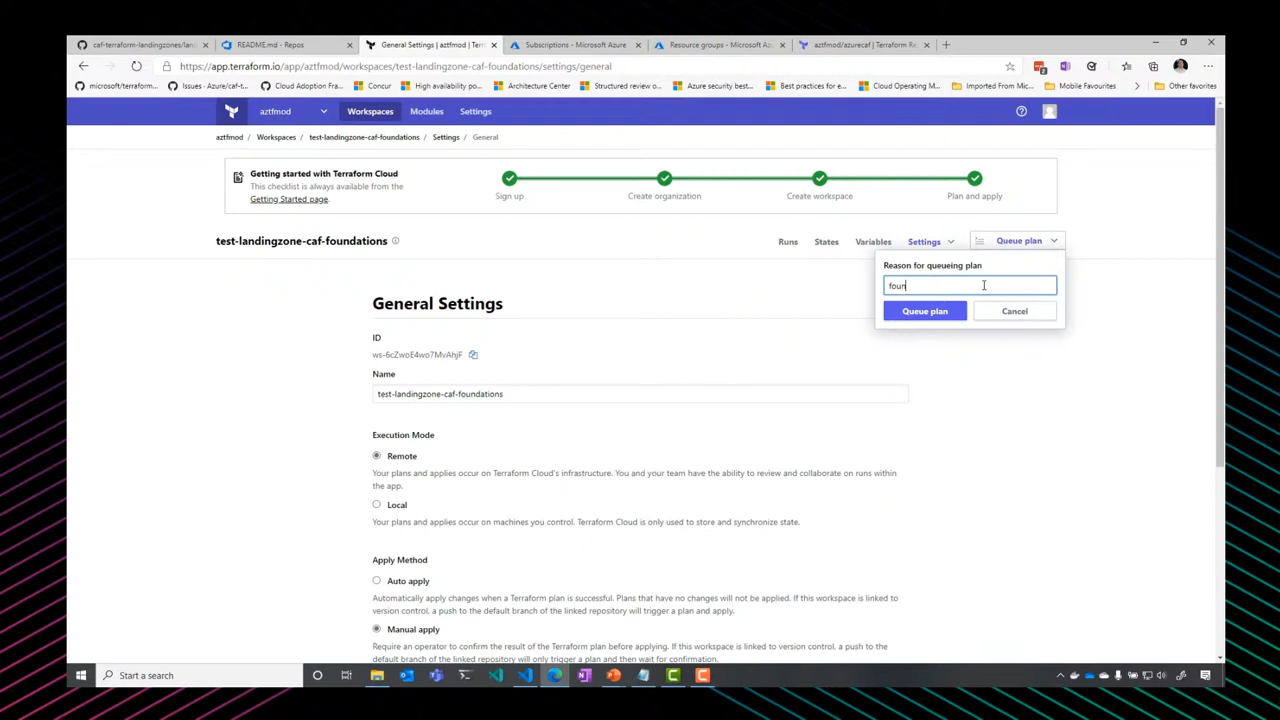 caf-terraform-landingzones/lan
README.md - Repos
General Settings | aztfmod | Terr
Subscriptions - Microsoft Azure
Resource groups - Microsoft Az
aztfmod/azurecaf | Terraform Re
https://app.terraform.io/app/aztfmod/workspaces/test-landingzone-caf-foundations/settings/general
microsoft/terraform...
Issues · Azure/caf-t...
Cloud Adoption Fra...
Concur
High availability po...
Architecture Center
Structured review o...
Azure security best...
Best practices for e...
Cloud Operating M...
Imported From Mic...
Mobile Favourites
Other favorites
aztfmod
Workspaces
Modules
Settings
aztfmod / Workspaces / test-landingzone-caf-foundations / Settings / General
Getting started with Terraform Cloud
This checklist is always available from the
Getting Started page.
Sign up
Create organization
Create workspace
Plan and apply
test-landingzone-caf-foundations
Runs
States
Variables
Settings
Queue plan
Reason for queueing plan
foun
Queue plan
Cancel
General Settings
ID
ws-6cZwoE4wo7MvAhjF
Name
test-landingzone-caf-foundations
Execution Mode
Remote
Your plans and applies occur on Terraform Cloud's infrastructure. You and your team have the ability to review and collaborate on runs within
the app.
Local
Your plans and applies occur on machines you control. Terraform Cloud is only used to store and synchronize state.
Apply Method
Auto apply
Automatically apply changes when a Terraform plan is successful. Plans that have no changes will not be applied. If this workspace is linked to
version control, a push to the default branch of the linked repository will trigger a plan and apply.
Manual apply
Require an operator to confirm the result of the Terraform plan before applying. If this workspace is linked to version control, a push to the
default branch of the linked repository will only trigger a plan and then wait for confirmation.
Start a search